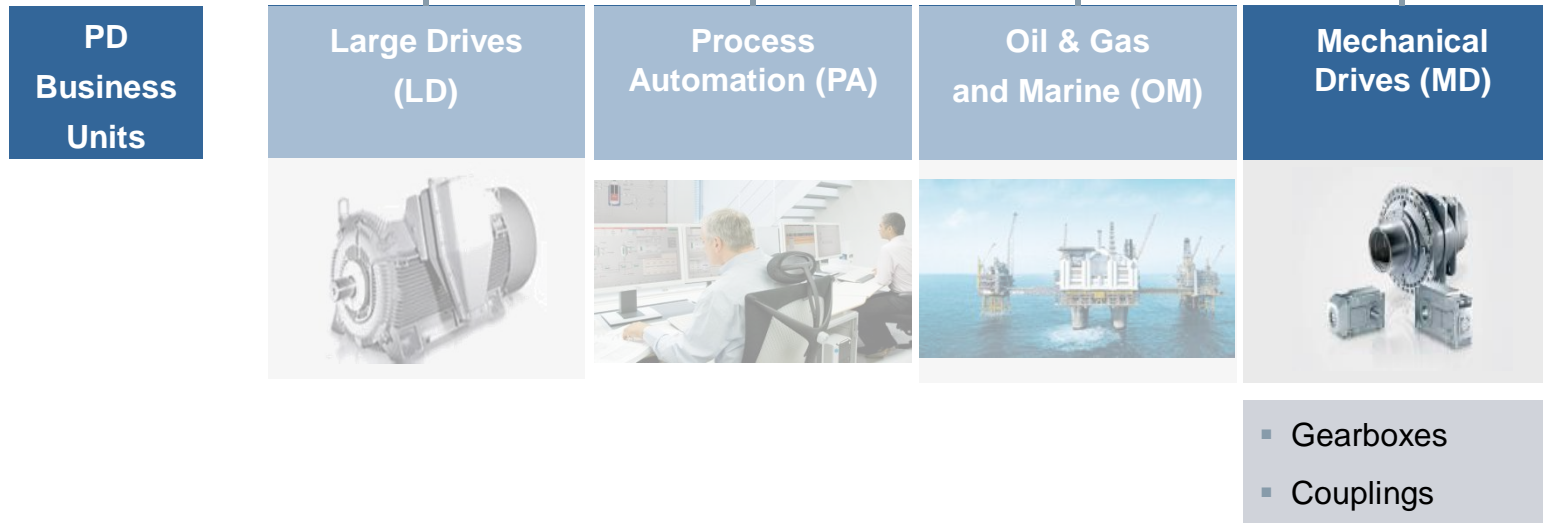 PD
Business
Units
Large Drives
(LD)
Process
Automation (PA)
Oil & Gas
and Marine (OM)
Mechanical
Drives (MD)
Gearboxes
Couplings